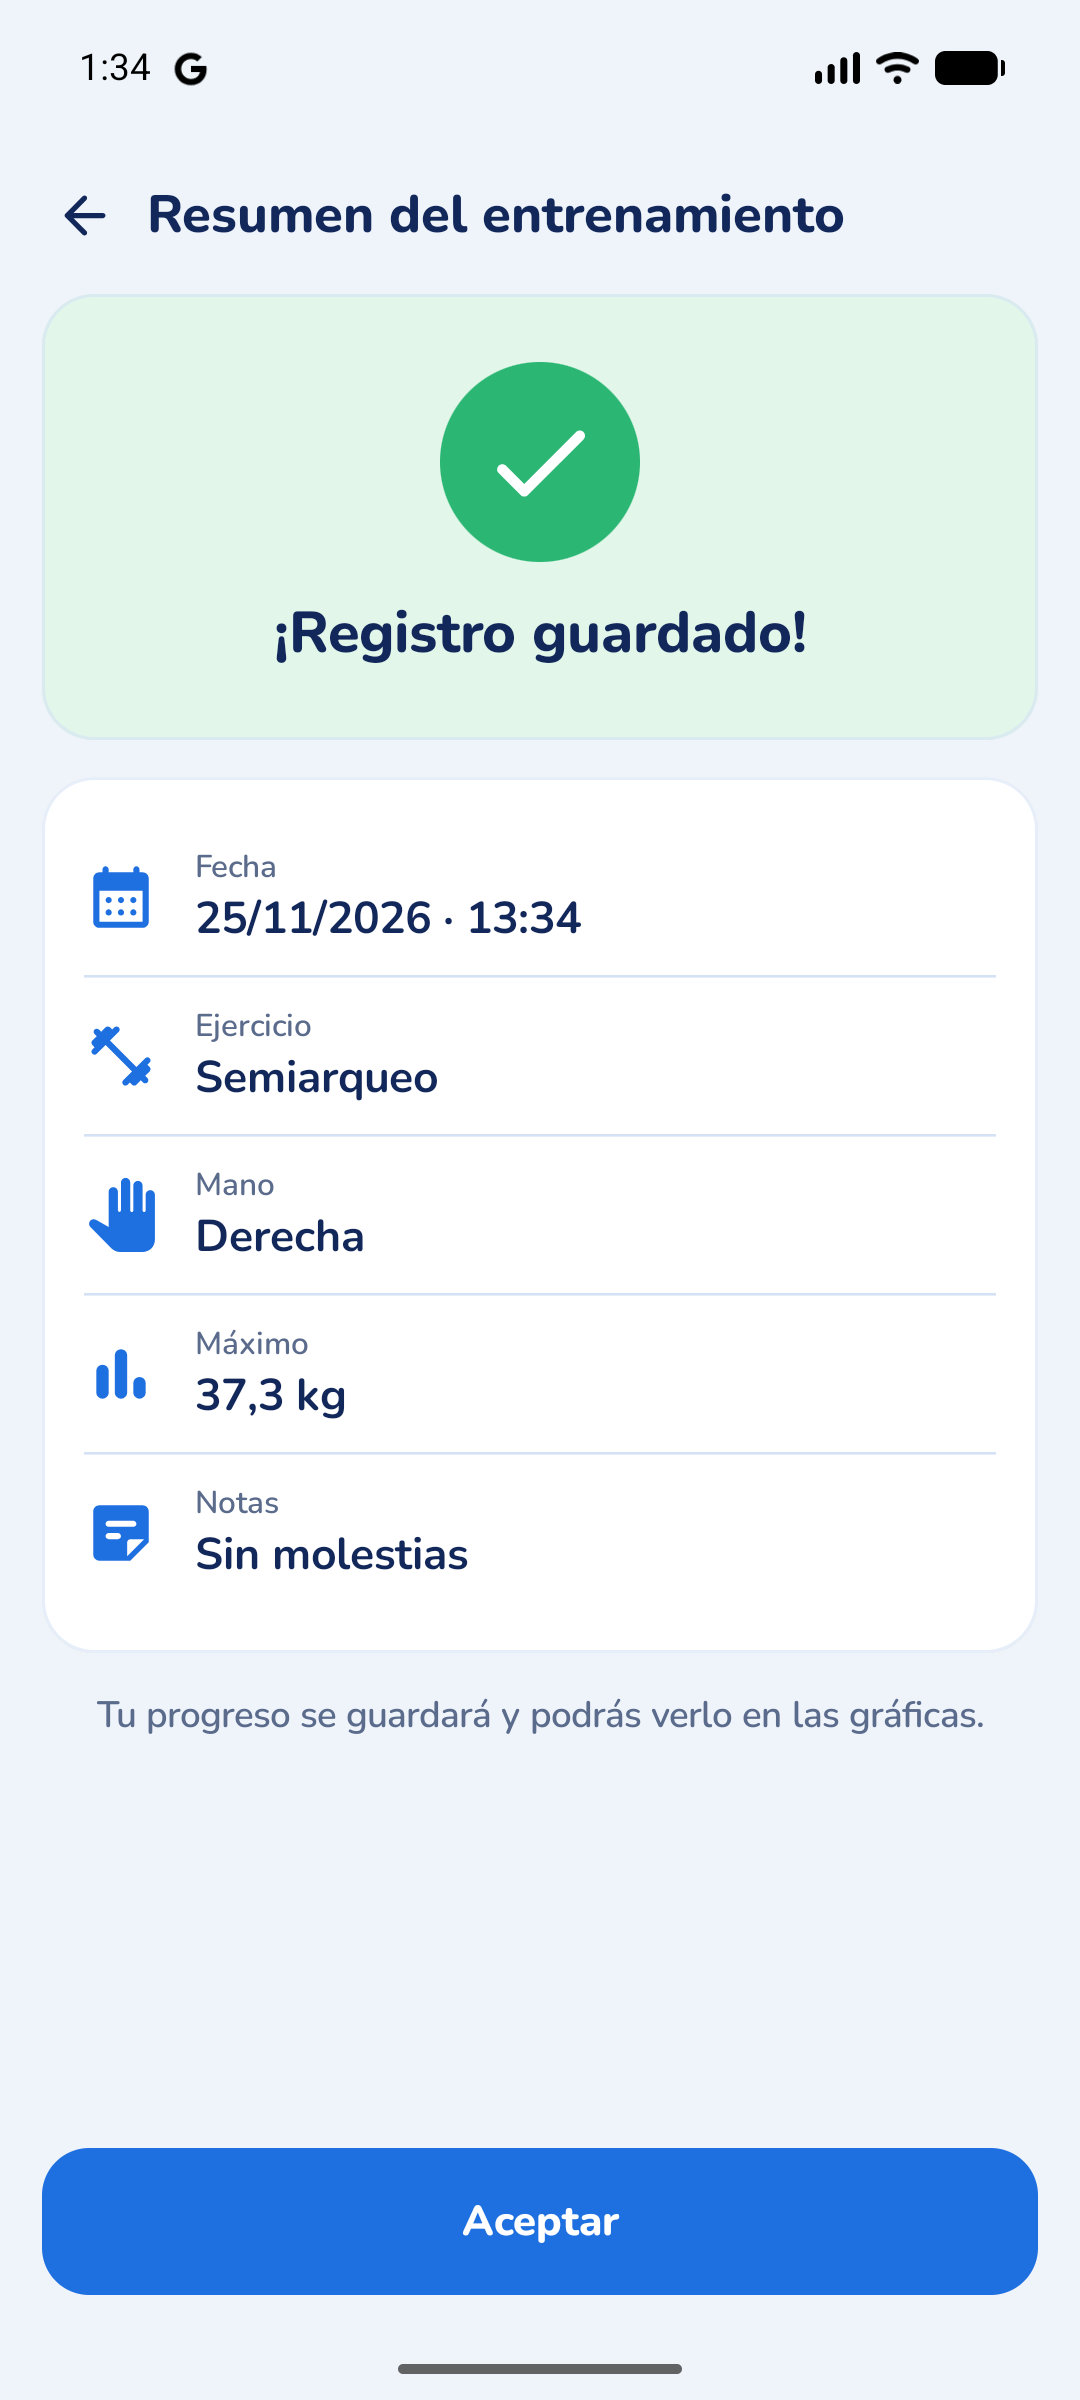 1:34 G
Resumen del entrenamiento
¡Registro guardado!
Fecha
25/11/2026 · 13:34
Ejercicio
Semiarqueo
Mano
Derecha
Máximo
37,3 kg
Notas
Sin molestias
Tu progreso se guardará y podrás verlo en las gráficas.
Aceptar